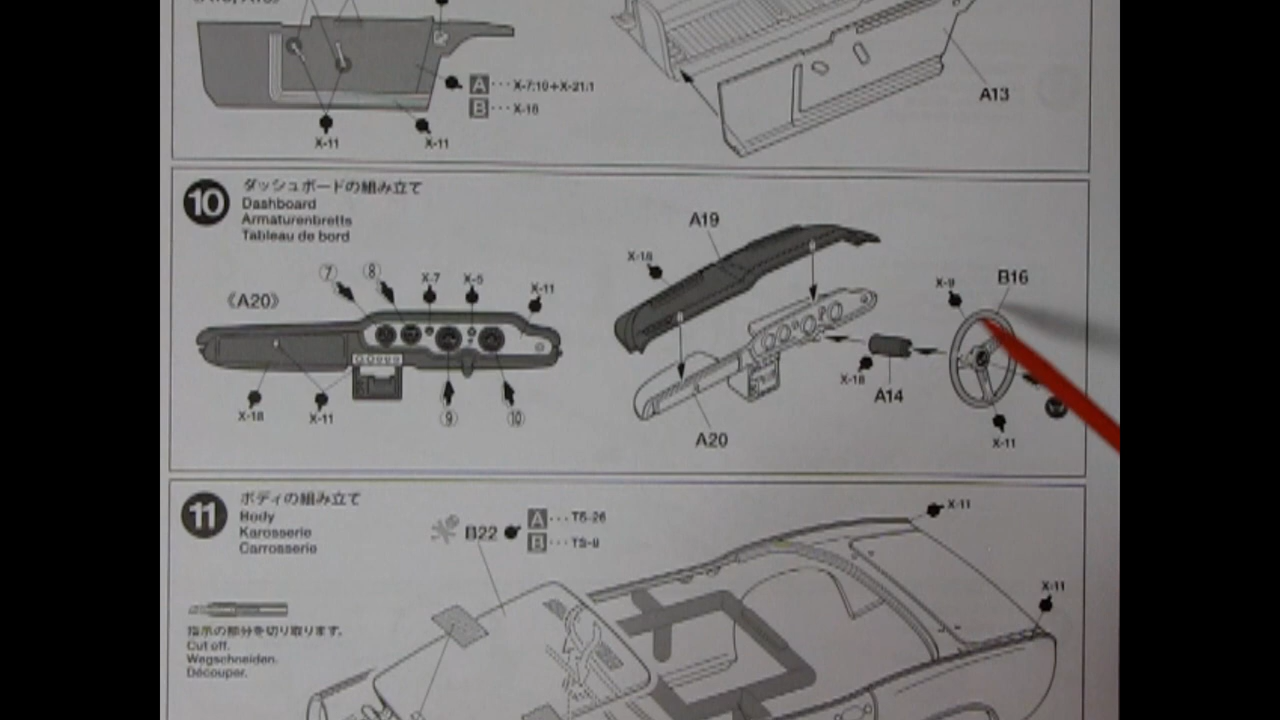 A ··· X-7:10+X-21:1
B ··· X-18
X-11
X-11
A13
10
ダッシュボードの組み立て
Dashboard
Armaturenbretts
Tableau de bord
《A20》
⑦
⑧
X-7
X-5
X-11
X-18
X-11
⑨
⑩
A19
X-18
A20
X-18
A14
X-9
B16
X-11
11
ボディの組み立て
Body
Karosserie
Carrosserie
B22
A ··· TS-26
B ··· TS-8
X-11
X-11
指示の部分を切り取ります。
Cut off.
Wegschneiden.
Découper.